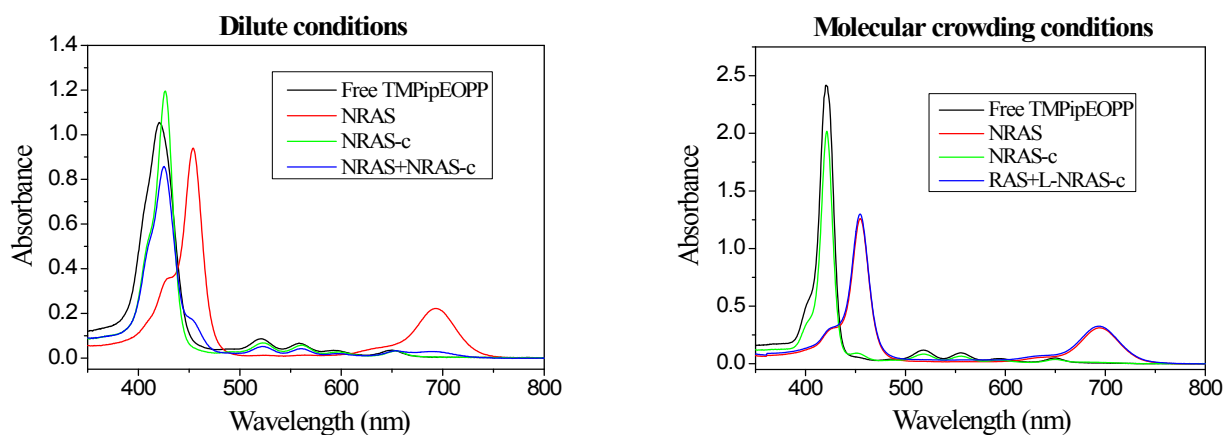 Dilute conditions
1.4
1.2
1.0
0.8
0.6
0.4
0.2
0.0
Absorbance
Free TMPipEOPP
NRAS
NRAS-c
NRAS+NRAS-c
400 500 600 700 800
Wavelength (nm)
Molecular crowding conditions
2.5
2.0
1.5
1.0
0.5
0.0
Absorbance
Free TMPipEOPP
NRAS
NRAS-c
RAS+L-NRAS-c
400 500 600 700 800
Wavelength (nm)